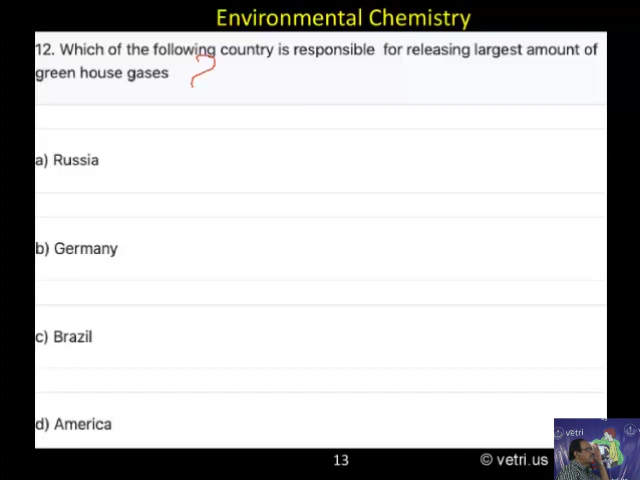 Environmental Chemistry
12. Which of the following country is responsible for releasing largest amount of
green house gases ?
a) Russia
b) Germany
c) Brazil
d) America
13
© vetri.us
vetri